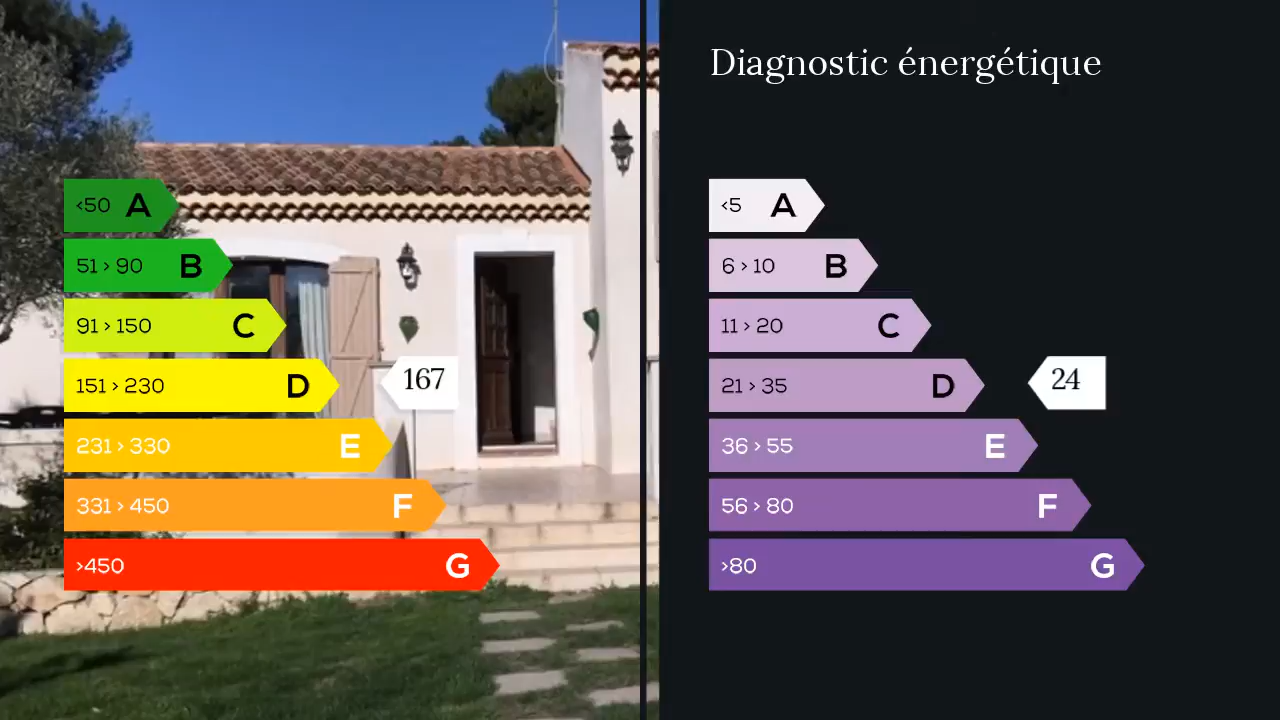 Diagnostic énergétique
<50 A
51 > 90 B
91 > 150 C
151 > 230 D
167
231 > 330 E
331 > 450 F
>450 G
<5 A
6 > 10 B
11 > 20 C
21 > 35 D
24
36 > 55 E
56 > 80 F
>80 G